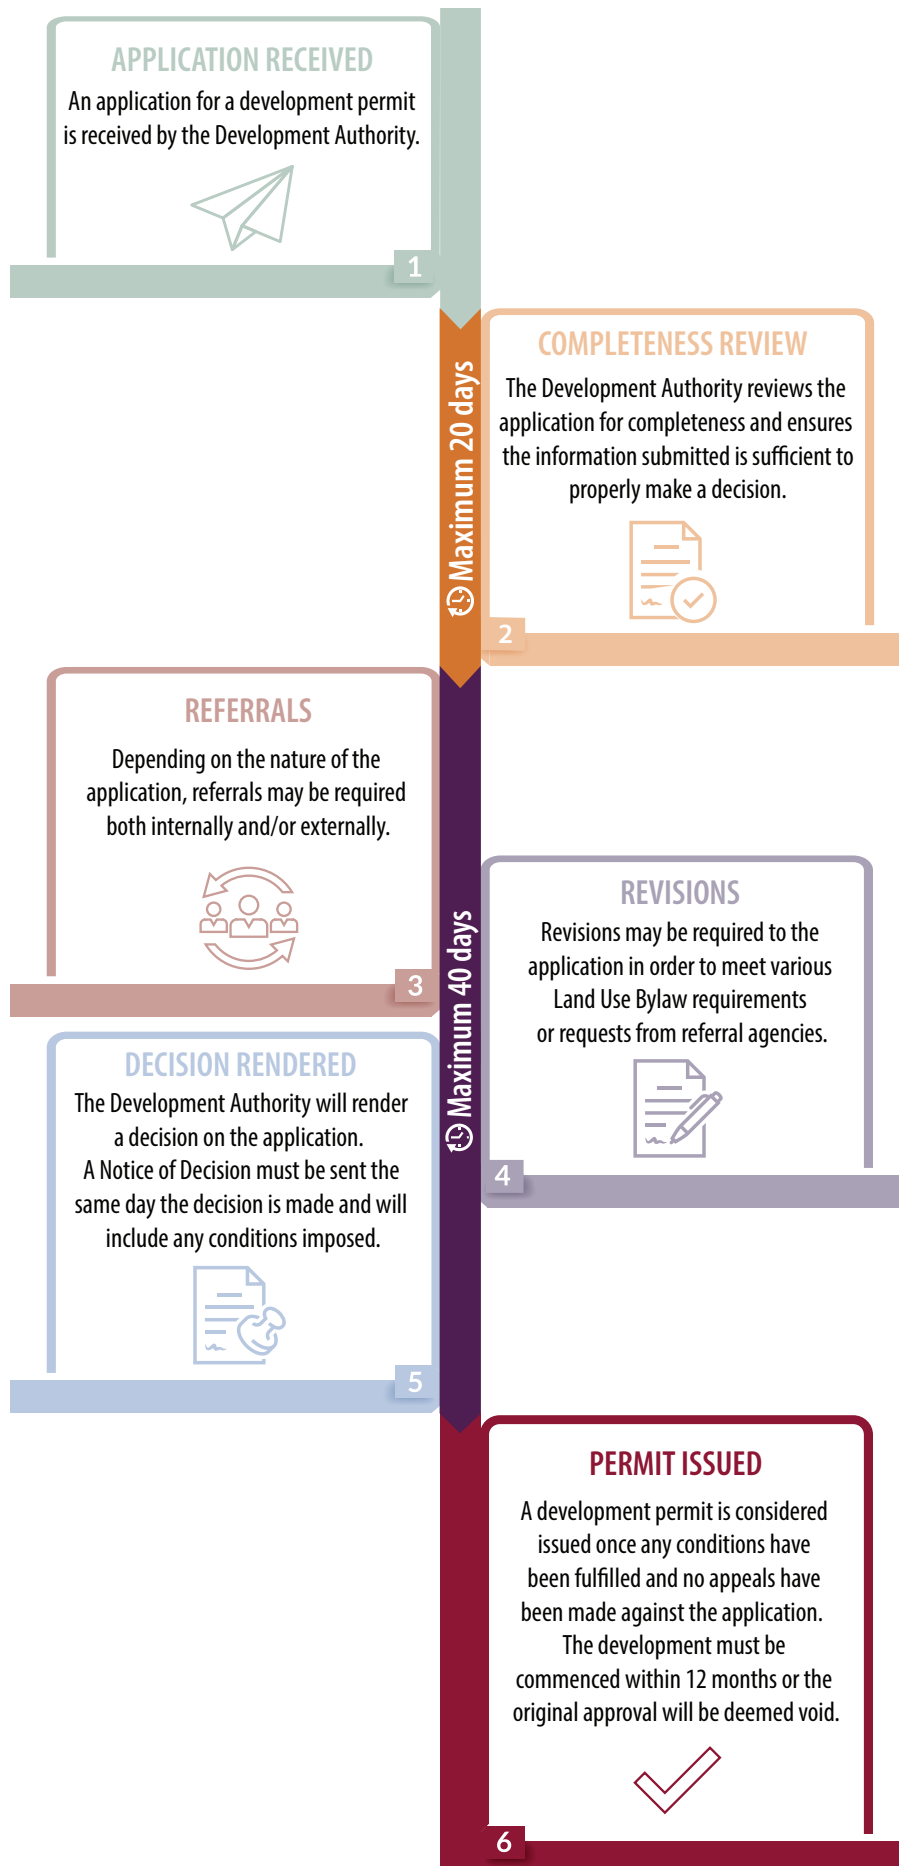 APPLICATION RECEIVED
An application for a development permit
is received by the Development Authority.
1
Maximum 20 days
COMPLETENESS REVIEW
The Development Authority reviews the
application for completeness and ensures
the information submitted is sufficient to
properly make a decision.
2
REFERRALS
Depending on the nature of the
application, referrals may be required
both internally and/or externally.
3
Maximum 40 days
REVISIONS
Revisions may be required to the
application in order to meet various
Land Use Bylaw requirements
or requests from referral agencies.
4
DECISION RENDERED
The Development Authority will render
a decision on the application.
A Notice of Decision must be sent the
same day the decision is made and will
include any conditions imposed.
5
PERMIT ISSUED
A development permit is considered
issued once any conditions have
been fulfilled and no appeals have
been made against the application.
The development must be
commenced within 12 months or the
original approval will be deemed void.
6